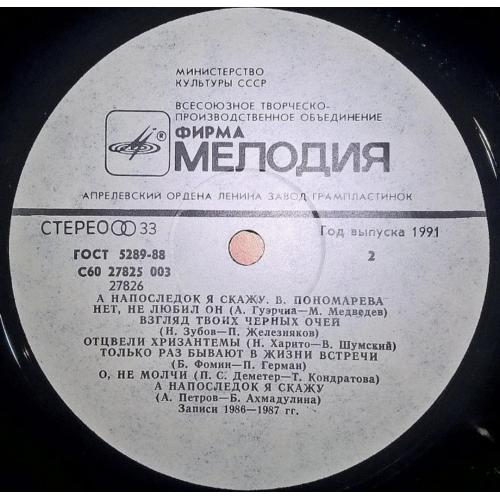 МИНИСТЕРСТВО
КУЛЬТУРЫ СССР
ВСЕСОЮЗНОЕ ТВОРЧЕСКО-
ПРОИЗВОДСТВЕННОЕ ОБЪЕДИНЕНИЕ
ФИРМА
® МЕЛОДИЯ
АПРЕЛЕВСКИЙ ОРДЕНА ЛЕНИНА ЗАВОД ГРАМПЛАСТИНОК
СТЕРЕО 33
Год выпуска 1991
ГОСТ 5289-88
2
С60 27825 003
27826
А НАПОСЛЕДОК Я СКАЖУ. В. ПОНОМАРЕВА
НЕТ, НЕ ЛЮБИЛ ОН (А. Гуэрчиа—М. Медведев)
ВЗГЛЯД ТВОИХ ЧЕРНЫХ ОЧЕЙ
(Н. Зубов—П. Железняков)
ОТЦВЕЛИ ХРИЗАНТЕМЫ (Н. Харито—В. Шумский)
ТОЛЬКО РАЗ БЫВАЮТ В ЖИЗНИ ВСТРЕЧИ
(Б. Фомин—П. Герман)
О, НЕ МОЛЧИ (П. С. Деметер—Т. Кондратова)
А НАПОСЛЕДОК Я СКАЖУ
(А. Петров—Б. Ахмадулина)
Записи 1986—1987 гг.